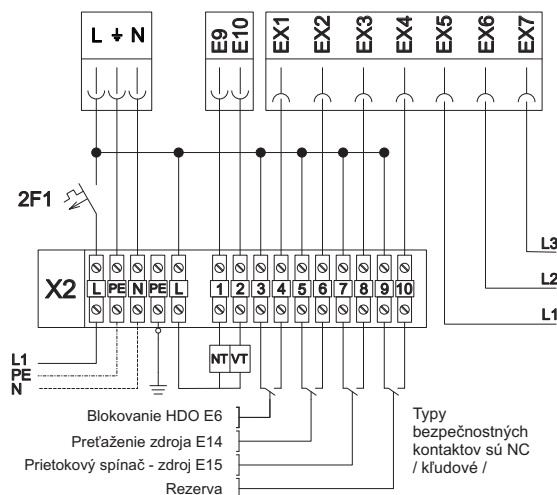 L ⏚ N
E9
E10
EX1
EX2
EX3
EX4
EX5
EX6
EX7
2F1
L3
L2
L1
X2
L PE N PE L 1 2 3 4 5 6 7 8 9 10
L1
PE
N
NT VT
Blokovanie HDO E6
Preťaženie zdroja E14
Prietokový spínač - zdroj E15
Rezerva
Typy
bezpečnostných
kontaktov sú NC
/ kľudové /